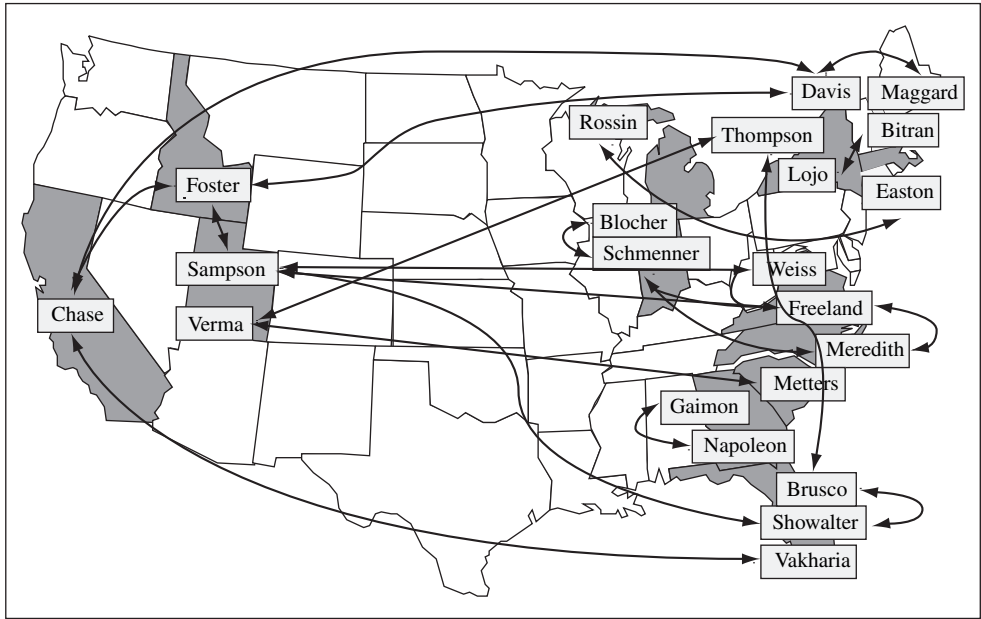 Davis
Maggard
Rossin
Thompson
Bitran
Lojo
Foster
Easton
Blocher
Schmenner
Sampson
Weiss
Chase
Verma
Freeland
Meredith
Metters
Gaimon
Napoleon
Brusco
Showalter
Vakharia